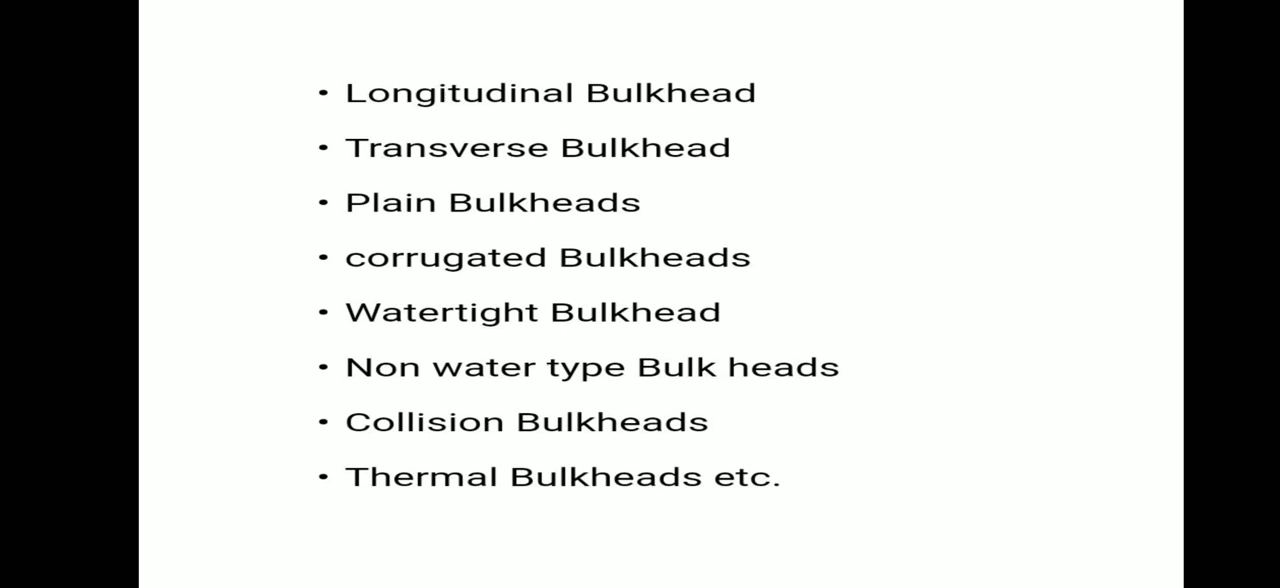 • Longitudinal Bulkhead
• Transverse Bulkhead
• Plain Bulkheads
• corrugated Bulkheads
• Watertight Bulkhead
• Non water type Bulk heads
• Collision Bulkheads
• Thermal Bulkheads etc.